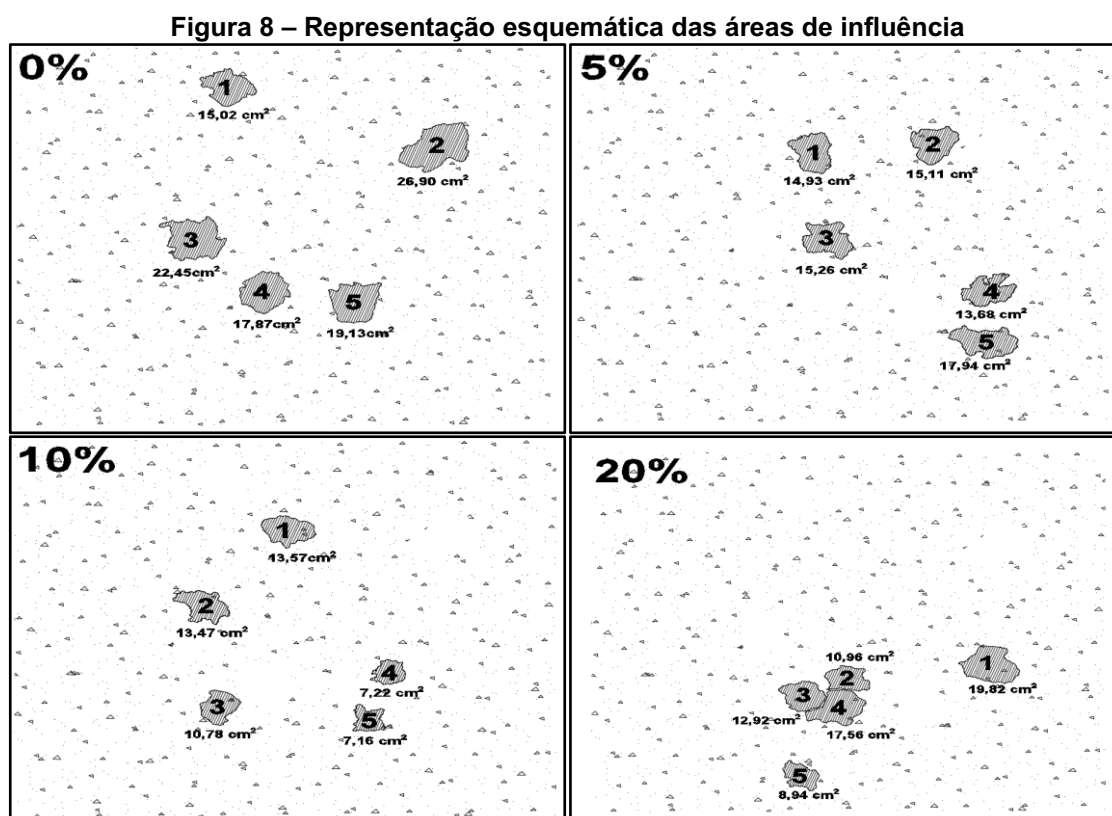 Figura 8 – Representação esquemática das áreas de influência
0%
1
15,02 cm²
2
26,90 cm²
3
22,45cm²
4
17,87cm²
5
19,13cm²
5%
1
14,93 cm²
2
15,11 cm²
3
15,26 cm²
4
13,68 cm²
5
17,94 cm²
10%
1
13,57cm²
2
13,47 cm²
3
10,78 cm²
4
7,22 cm²
5
7,16 cm²
20%
1
19,82 cm²
10,96 cm²
2
3
12,92 cm²
4
17,56 cm²
5
8,94 cm²